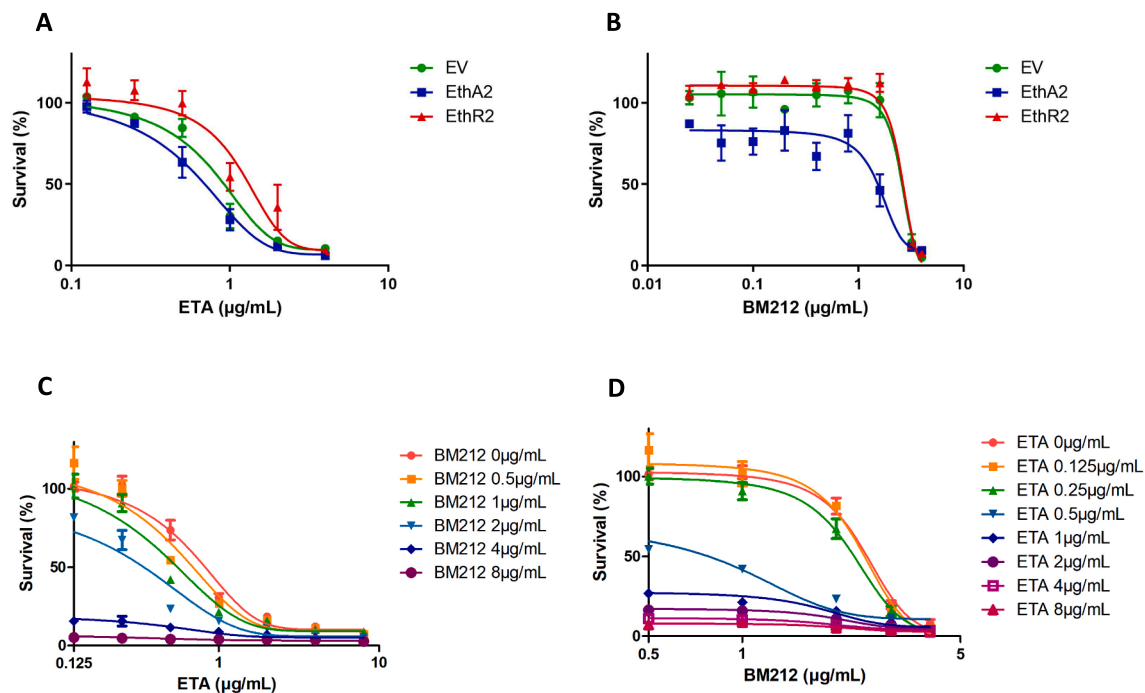 A
Survival (%)
100
50
0
0.1
1
10
ETA (µg/mL)
EV
EthA2
EthR2
B
Survival (%)
100
50
0
0.01
0.1
1
10
BM212 (µg/mL)
EV
EthA2
EthR2
C
Survival (%)
100
50
0
0.125
1
10
ETA (µg/mL)
BM212 0µg/mL
BM212 0.5µg/mL
BM212 1µg/mL
BM212 2µg/mL
BM212 4µg/mL
BM212 8µg/mL
D
Survival (%)
100
50
0
0.5
1
5
BM212 (µg/mL)
ETA 0µg/mL
ETA 0.125µg/mL
ETA 0.25µg/mL
ETA 0.5µg/mL
ETA 1µg/mL
ETA 2µg/mL
ETA 4µg/mL
ETA 8µg/mL